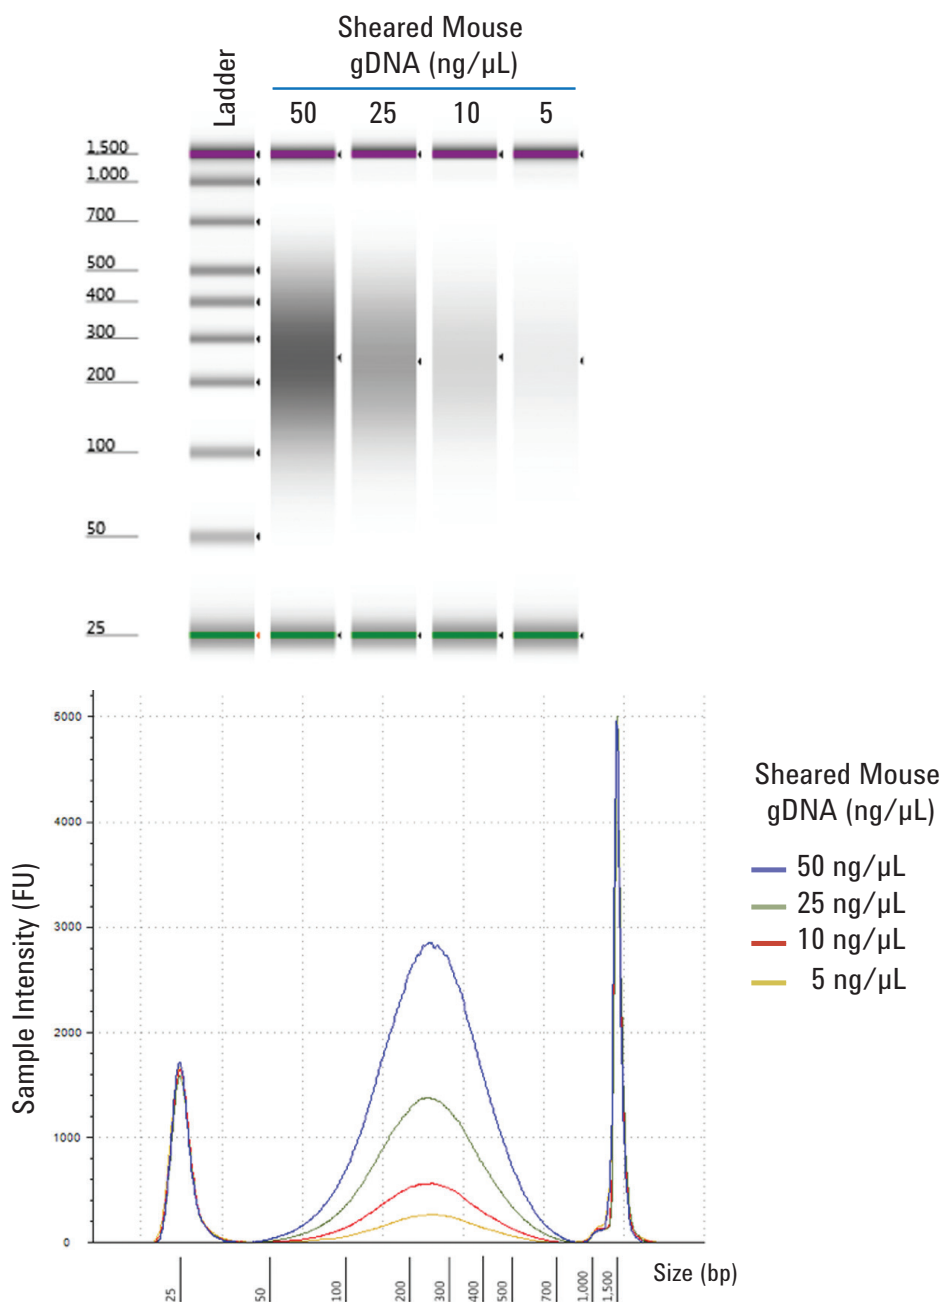 Sheared Mouse
gDNA (ng/µL)
Ladder
50 25 10 5
1,500
1,000
700
500
400
300
200
100
50
25
5000
4000
3000
2000
1000
0
Sample Intensity (FU)
25 50 100 200 300 400 500 700 1,000 1,500
Size (bp)
Sheared Mouse
gDNA (ng/µL)
50 ng/µL
25 ng/µL
10 ng/µL
5 ng/µL